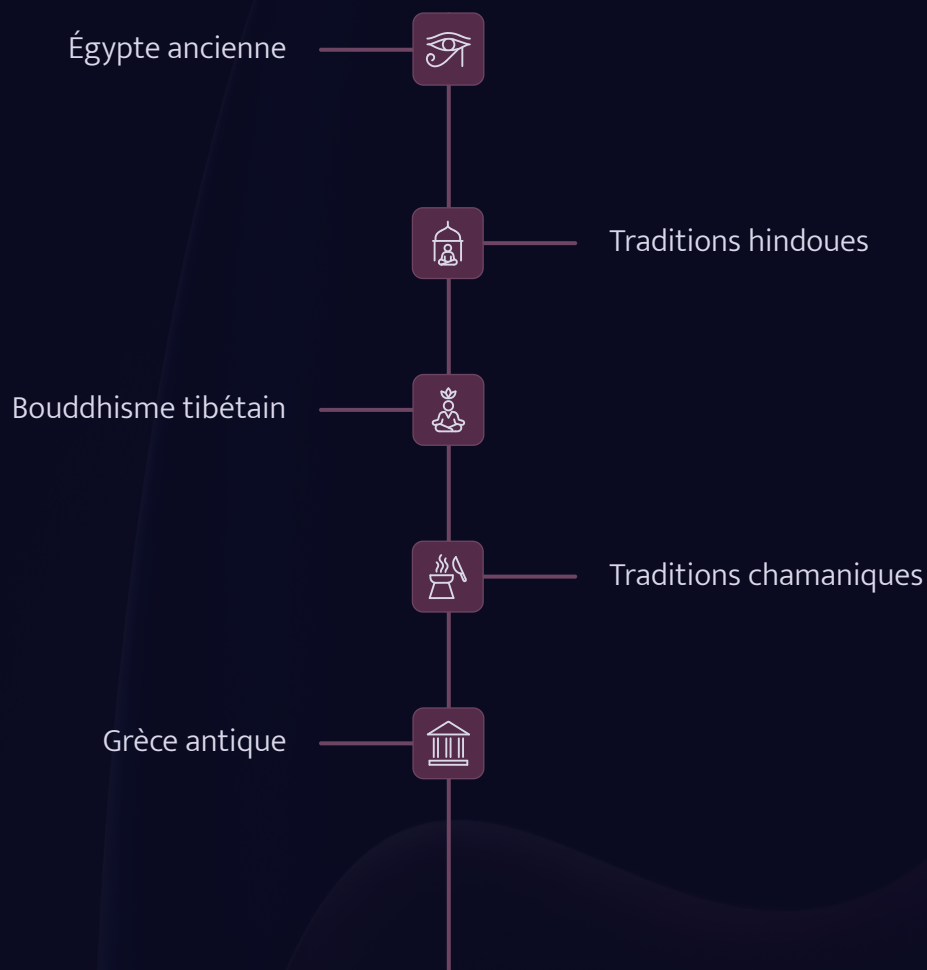 Égypte ancienne
Traditions hindoues
Bouddhisme tibétain
Traditions chamaniques
Grèce antique